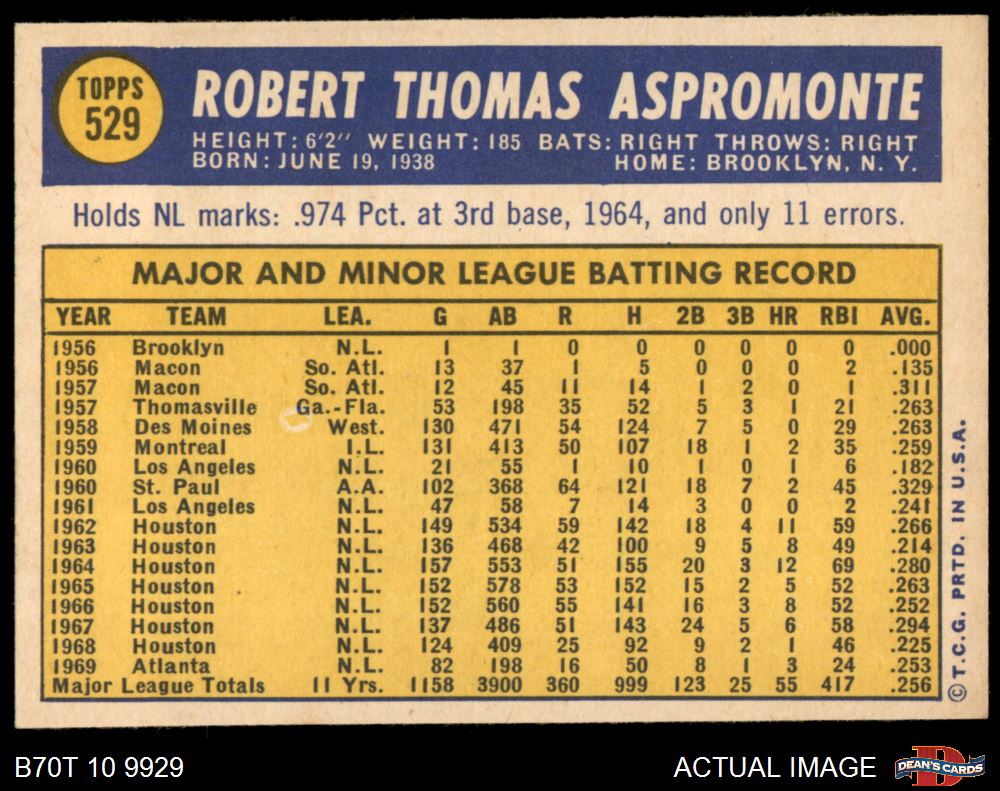 TOPPS
529
ROBERT THOMAS ASPROMONTE
HEIGHT: 6'2'' WEIGHT: 185 BATS: RIGHT THROWS: RIGHT
BORN: JUNE 19, 1938 HOME: BROOKLYN, N. Y.
Holds NL marks: .974 Pct. at 3rd base, 1964, and only 11 errors.
MAJOR AND MINOR LEAGUE BATTING RECORD
YEAR TEAM LEA. G AB R H 2B 3B HR RBI AVG.
1956 Brooklyn N.L. 1 1 0 0 0 0 0 0 .000
1956 Macon So. Atl. 13 37 1 5 0 0 0 2 .135
1957 Macon So. Atl. 12 45 11 14 1 2 0 1 .311
1957 Thomasville Ga.-Fla. 53 198 35 52 5 3 1 21 .263
1958 Des Moines West. 130 471 54 124 7 5 0 29 .263
1959 Montreal I.L. 131 413 50 107 18 1 2 35 .259
1960 Los Angeles N.L. 21 55 1 10 1 0 1 6 .182
1960 St. Paul A.A. 102 368 64 121 18 7 2 45 .329
1961 Los Angeles N.L. 47 58 7 14 3 0 0 2 .241
1962 Houston N.L. 149 534 59 142 18 4 11 59 .266
1963 Houston N.L. 136 468 42 100 9 5 8 49 .214
1964 Houston N.L. 157 553 51 155 20 3 12 69 .280
1965 Houston N.L. 152 578 53 152 15 2 5 52 .263
1966 Houston N.L. 152 560 55 141 16 3 8 52 .252
1967 Houston N.L. 137 486 51 143 24 5 6 58 .294
1968 Houston N.L. 124 409 25 92 9 2 1 46 .225
1969 Atlanta N.L. 82 198 16 50 8 1 3 24 .253
Major League Totals 11 Yrs. 1158 3900 360 999 123 25 55 417 .256
© T.C.G. PRTD. IN U.S.A.
B70T 10 9929 ACTUAL IMAGE
DEAN'S CARDS